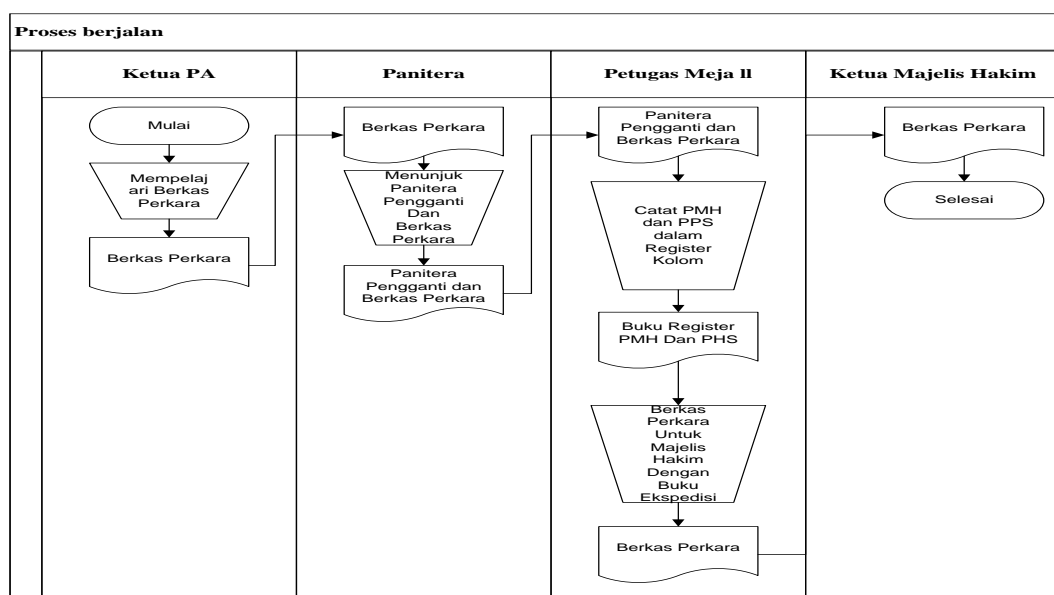 Proses berjalan
Ketua PA
Panitera
Petugas Meja ll
Ketua Majelis Hakim
Mulai
Mempelaj
ari Berkas
Perkara
Berkas Perkara
Berkas Perkara
Menunjuk
Panitera
Pengganti
Dan
Berkas
Perkara
Panitera
Pengganti dan
Berkas Perkara
Panitera
Pengganti dan
Berkas Perkara
Catat PMH
dan PPS
dalam
Register
Kolom
Buku Register
PMH Dan PHS
Berkas
Perkara
Untuk
Majelis
Hakim
Dengan
Buku
Ekspedisi
Berkas Perkara
Berkas Perkara
Selesai